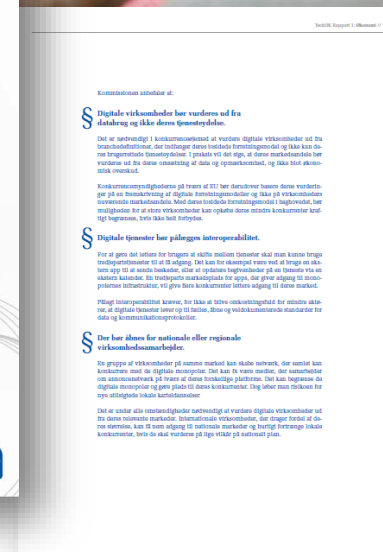 TechDK Rapport 1: Økonomi //
Kommissionen anbefaler at:
§ Digitale virksomheder bør vurderes ud fra
databrug og ikke deres tjenesteydelse.
Det er nødvendigt i konkurrenceøjemed at vurdere digitale virksomheder ud fra
branchedefinitioner, der indfanger deres tosidede forretningsmodel og ikke kun de-
res brugerrettede tjenesteydelser. I praksis vil det sige, at deres markedsandele bør
vurderes ud fra deres omsætning af data og opmærksomhed, og ikke blot økono-
misk overskud.
Konkurrencemyndighederne på tværs af EU bør derudover basere deres vurderin-
ger på en fremskrivning af digitale forretningsmodeller og ikke på virksomheders
nuværende markedsandele. Med deres tosidede forretningsmodel i baghovedet, bør
muligheden for at store virksomheder kan opkøbe deres mindre konkurrenter kraf-
tigt begrænses, hvis ikke helt forbydes.
§ Digitale tjenester bør pålægges interoperabilitet.
For at gøre det lettere for brugere at skifte mellem tjenester skal man kunne bruge
tredjepartstjenester til at få adgang. Det kan for eksempel være ved at bruge en eks-
tern app til at sende beskeder, eller at opdatere begivenheder på en tjeneste via en
ekstern kalender. En tredjeparts markedsplads for apps, der giver adgang til mono-
polernes infrastruktur, vil give flere konkurrenter lettere adgang til deres marked.
Pålagt interoperabilitet kræver, for ikke at blive omkostningsfuld for mindre aktø-
rer, at digitale tjenester lever op til fælles, åbne og veldokumenterede standarder for
data og kommunikationsprotokoller.
§ Der bør åbnes for nationale eller regionale
virksomhedssamarbejder.
En gruppe af virksomheder på samme marked kan skabe netværk, der samlet kan
konkurrere med de digitale monopoler. Det kan fx være medier, der samarbejder
om annoncenetværk på tværs af deres forskellige platforme. Det kan begrænse de
digitale monopoler og gøre plads til deres konkurrenter. Dog løber man risikoen for
nye utilsigtede lokale karteldannelser
Det er under alle omstændigheder nødvendigt at vurdere digitale virksomheder ud
fra deres relevante markeder. Internationale virksomheder, der drager fordel af de-
res størrelse, kan få nem adgang til nationale markeder og hurtigt fortrænge lokale
konkurrenter, hvis de skal vurderes på lige vilkår på nationalt plan.